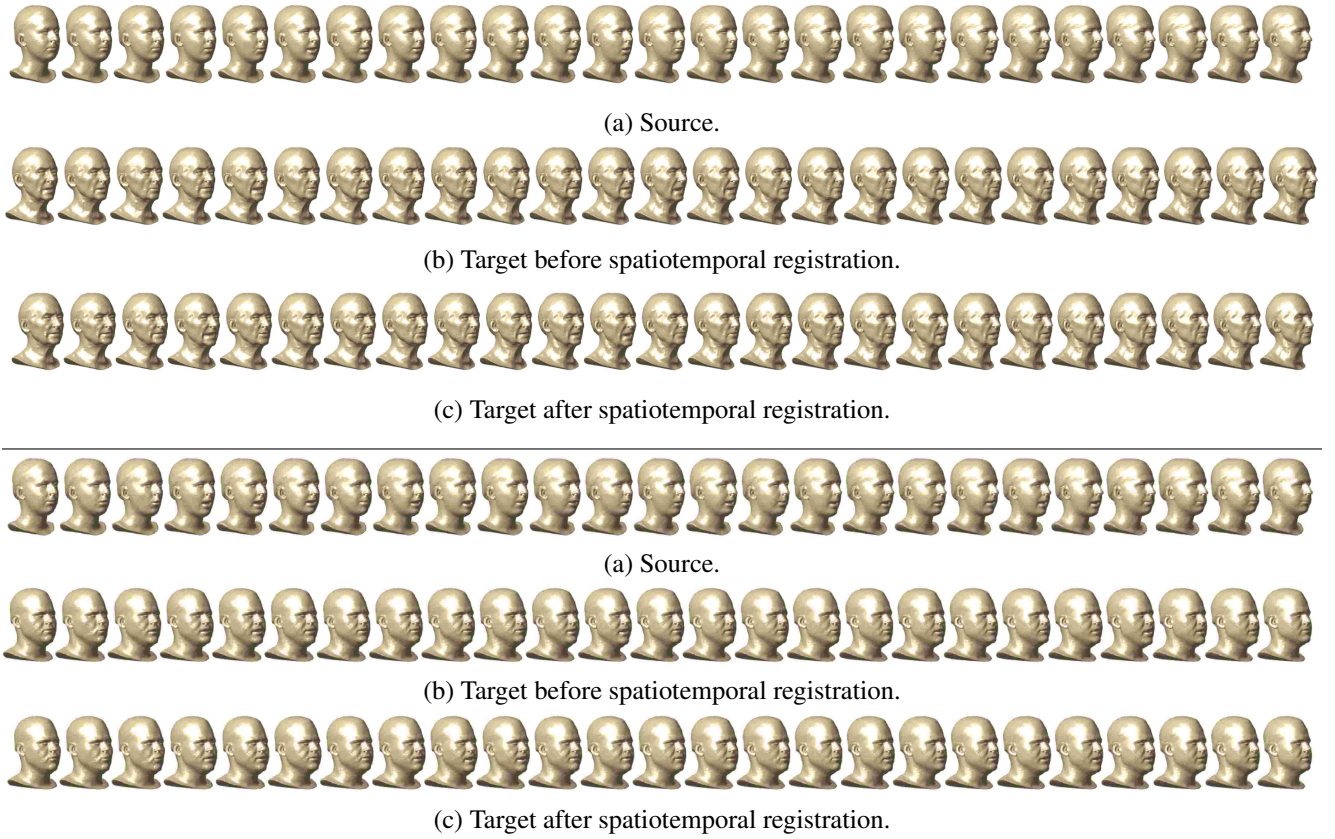 (a) Source.
(b) Target before spatiotemporal registration.
(c) Target after spatiotemporal registration.
(a) Source.
(b) Target before spatiotemporal registration.
(c) Target after spatiotemporal registration.